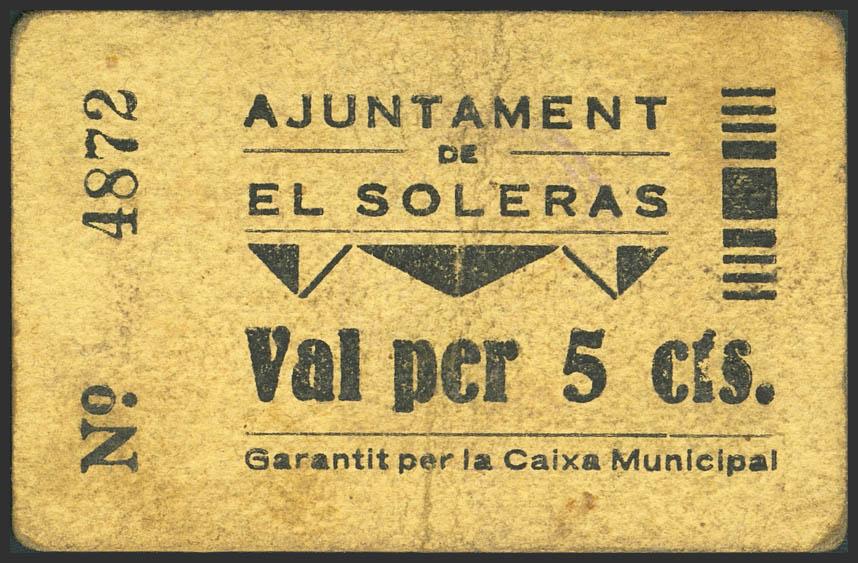 Nº. 4872
AJUNTAMENT
DE
EL SOLERAS
Val per 5 cts.
Garantit per la Caixa Municipal